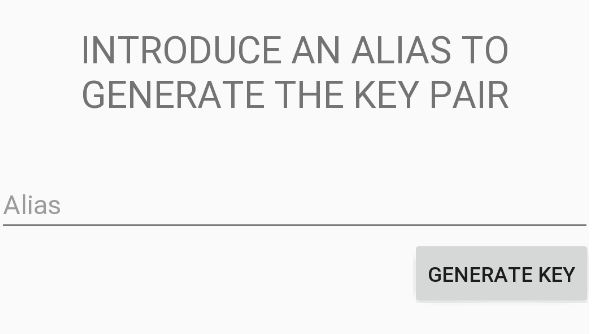 INTRODUCE AN ALIAS TO
GENERATE THE KEY PAIR
Alias
GENERATE KEY